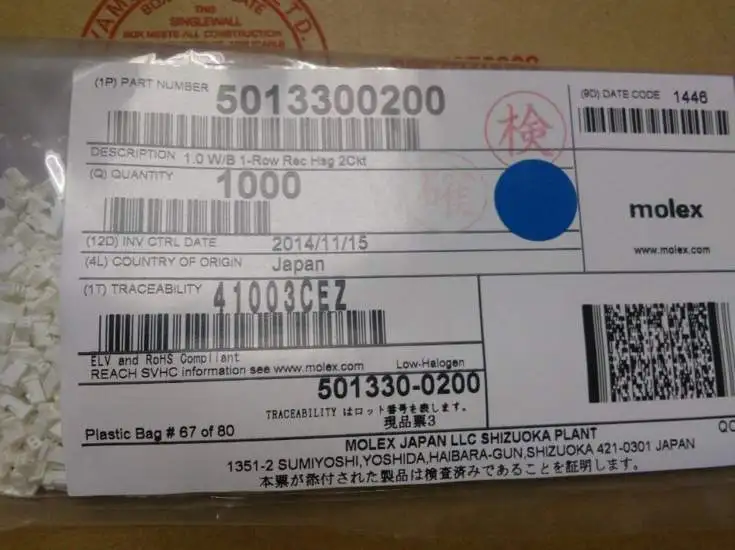 BOX
CATE
THIS
SINGLEWALL
BOX MEETS ALL CONSTRUCTION
APPLICABLE
(1P) PART NUMBER 5013300200
(9D) DATE CODE 1446
検
DESCRIPTION 1.0 W/B 1-Row Rec Hsg 2Ckt
(Q) QUANTITY 1000
確
molex
www.molex.com
(12D) INV CTRL DATE 2014/11/15
(4L) COUNTRY OF ORIGIN Japan
(1T) TRACEABILITY 41003CEZ
ELV and RoHS Compliant
REACH SVHC information see www.molex.com Low-Halogen
501330-0200
TRACEABILITY はロット番号を表します。
現品票3
Plastic Bag # 67 of 80
QC
MOLEX JAPAN LLC SHIZUOKA PLANT
1351-2 SUMIYOSHI,YOSHIDA,HAIBARA-GUN,SHIZUOKA 421-0301 JAPAN
本票が添付された製品は検査済みであることを証明します。